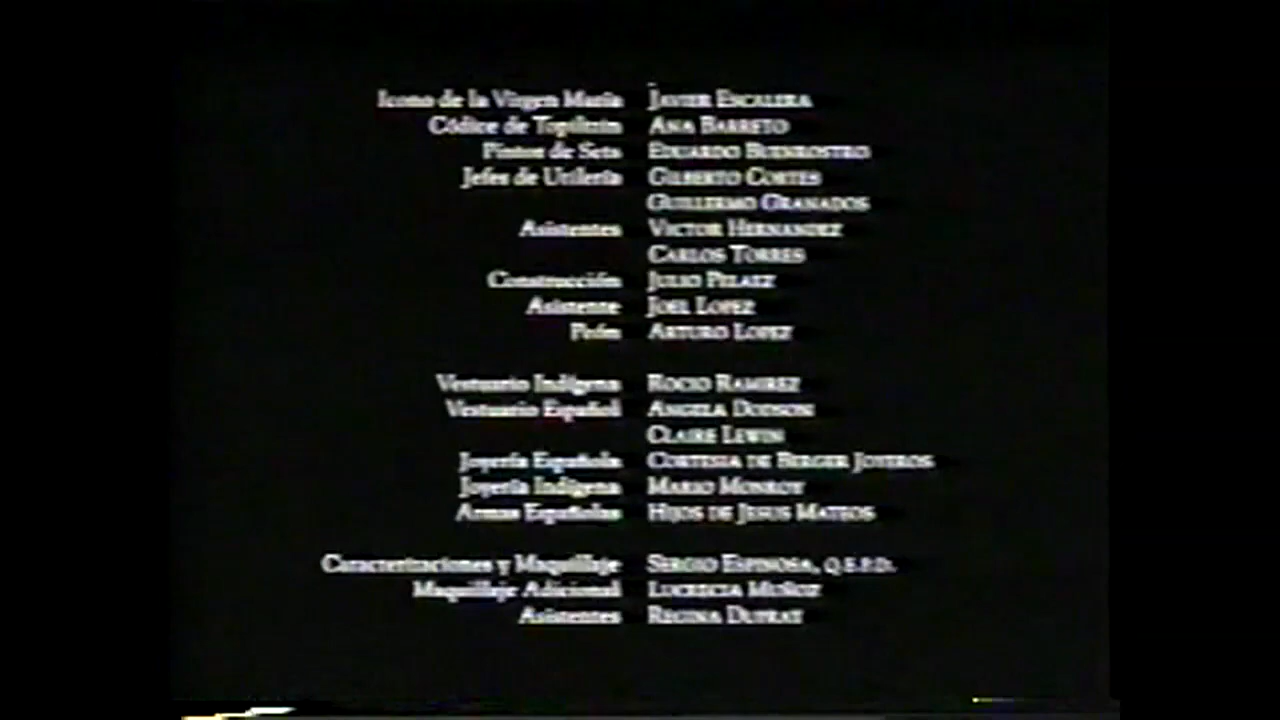 Icono de la Virgen María JAVIER ESCALERA
Códice de Topiltzin ANA BARRETO
Pintor de Sets EDUARDO BUENROSTRO
Jefes de Utilería GILBERTO CORTES
GUILLERMO GRANADOS
Asistentes VICTOR HERNANDEZ
CARLOS TORRES
Construcción JULIO PELAEZ
Asistente JOEL LOPEZ
Peón ARTURO LOPEZ
Vestuario Indígena ROCIO RAMIREZ
Vestuario Español ANGELA DODSON
CLAIRE LEWIN
Joyería Española CORTESIA DE BERGER JOYEROS
Joyería Indígena MARIO MONROY
Armas Españolas HIJOS DE JESUS MATEOS
Caracterizaciones y Maquillaje SERGIO ESPINOSA, Q.E.P.D.
Maquillaje Adicional LUCRECIA MUÑOZ
Asistentes REGINA